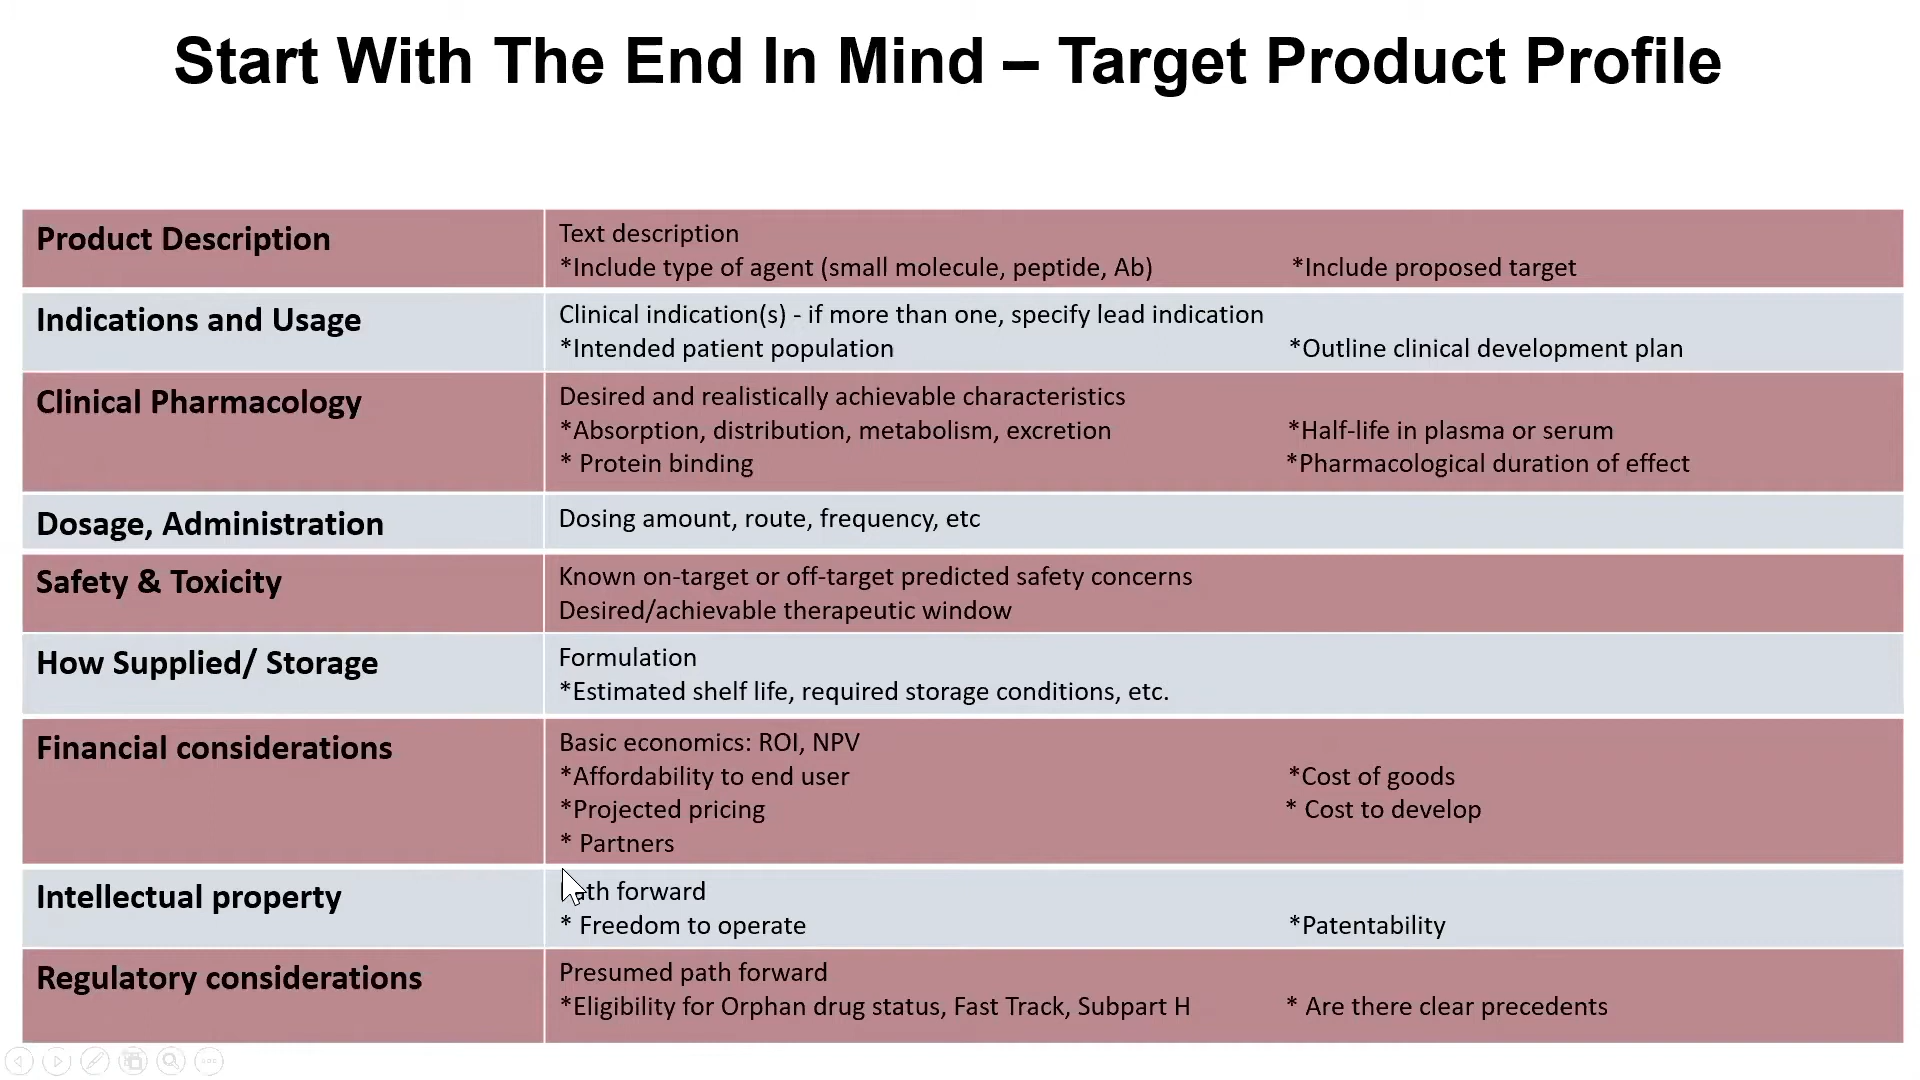 Start With The End In Mind – Target Product Profile
Product Description
Text description
*Include type of agent (small molecule, peptide, Ab) *Include proposed target
Indications and Usage
Clinical indication(s) - if more than one, specify lead indication
*Intended patient population *Outline clinical development plan
Clinical Pharmacology
Desired and realistically achievable characteristics
*Absorption, distribution, metabolism, excretion *Half-life in plasma or serum
* Protein binding *Pharmacological duration of effect
Dosage, Administration
Dosing amount, route, frequency, etc
Safety & Toxicity
Known on-target or off-target predicted safety concerns
Desired/achievable therapeutic window
How Supplied/ Storage
Formulation
*Estimated shelf life, required storage conditions, etc.
Financial considerations
Basic economics: ROI, NPV
*Affordability to end user *Cost of goods
*Projected pricing * Cost to develop
* Partners
Intellectual property
forward
* Freedom to operate *Patentability
Regulatory considerations
Presumed path forward
*Eligibility for Orphan drug status, Fast Track, Subpart H * Are there clear precedents